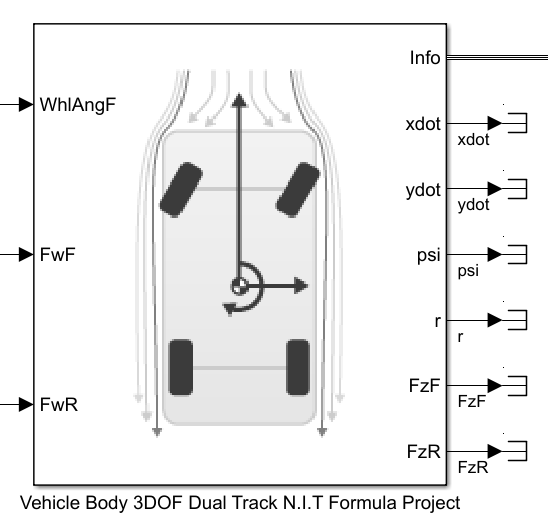 Info
WhlAngF
xdot
xdot
ydot
ydot
FwF
psi
psi
r
r
FzF
FzF
FwR
FzR
FzR
Vehicle Body 3DOF Dual Track N.I.T Formula Project